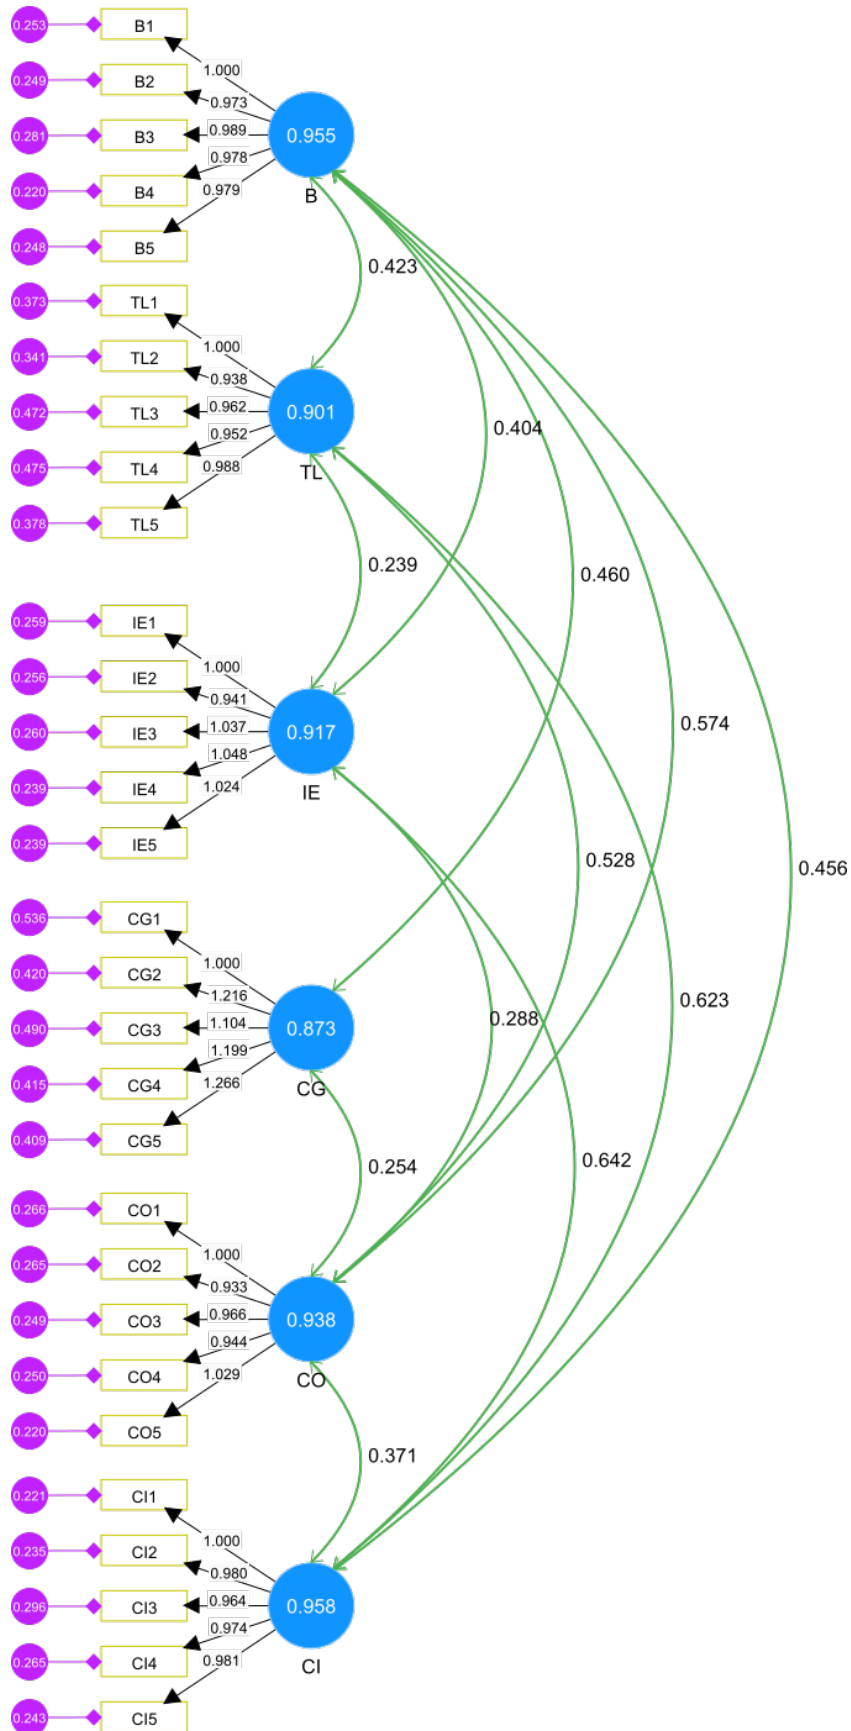 0.253 B1
1.000
0.249 B2
0.973
0.281 B3 0.989 0.955
0.978
0.220 B4
0.979 B
0.248 B5
0.423
0.373 TL1
1.000
0.341 TL2
0.938
0.472 TL3 0.962 0.901
0.404
0.952
0.475 TL4
0.988 TL
0.378 TL5
0.239
0.460
0.259 IE1
1.000
0.256 IE2
0.941
0.574
0.260 IE3 1.037 0.917
1.048
0.239 IE4
1.024 IE
0.239 IE5
0.528
0.456
0.536 CG1
1.000
0.420 CG2
1.216
0.623
0.288
0.490 CG3 1.104 0.873
1.199
0.415 CG4
1.266 CG
0.409 CG5
0.642
0.254
0.266 CO1
1.000
0.265 CO2
0.933
0.249 CO3 0.966 0.938
0.944
0.250 CO4
1.029 CO
0.220 CO5
0.371
0.221 CI1
1.000
0.235 CI2
0.980
0.296 CI3 0.964 0.958
0.974
0.265 CI4
0.981 CI
0.243 CI5